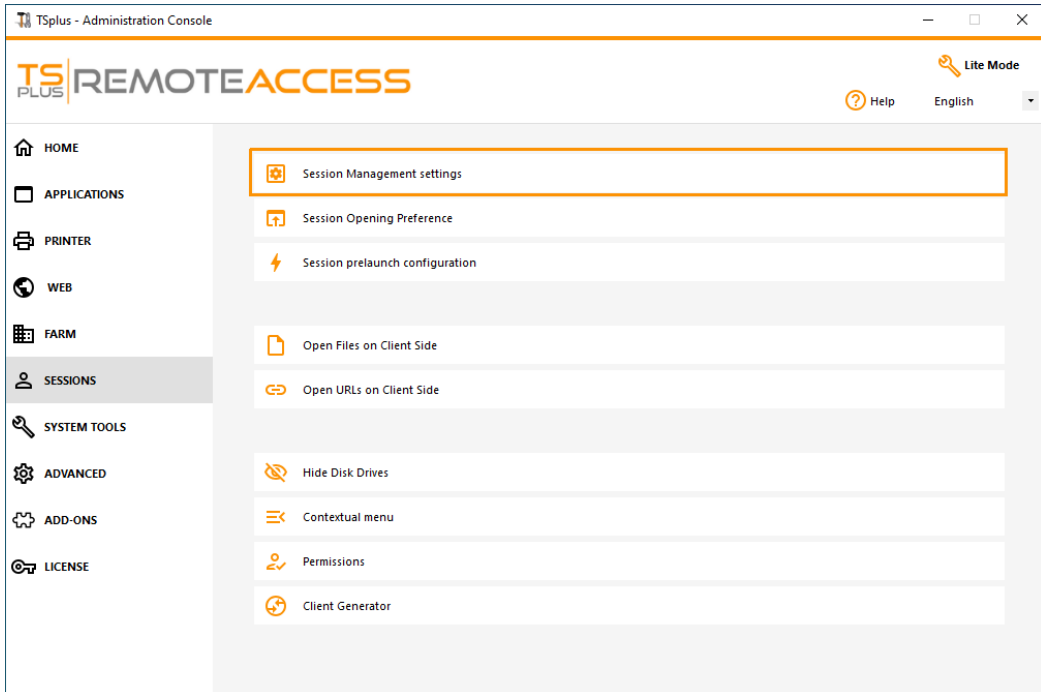 TSplus - Administration Console
TS PLUS REMOTEACCESS
Lite Mode
Help
English
HOME
APPLICATIONS
PRINTER
WEB
FARM
SESSIONS
SYSTEM TOOLS
ADVANCED
ADD-ONS
LICENSE
Session Management settings
Session Opening Preference
Session prelaunch configuration
Open Files on Client Side
Open URLs on Client Side
Hide Disk Drives
Contextual menu
Permissions
Client Generator